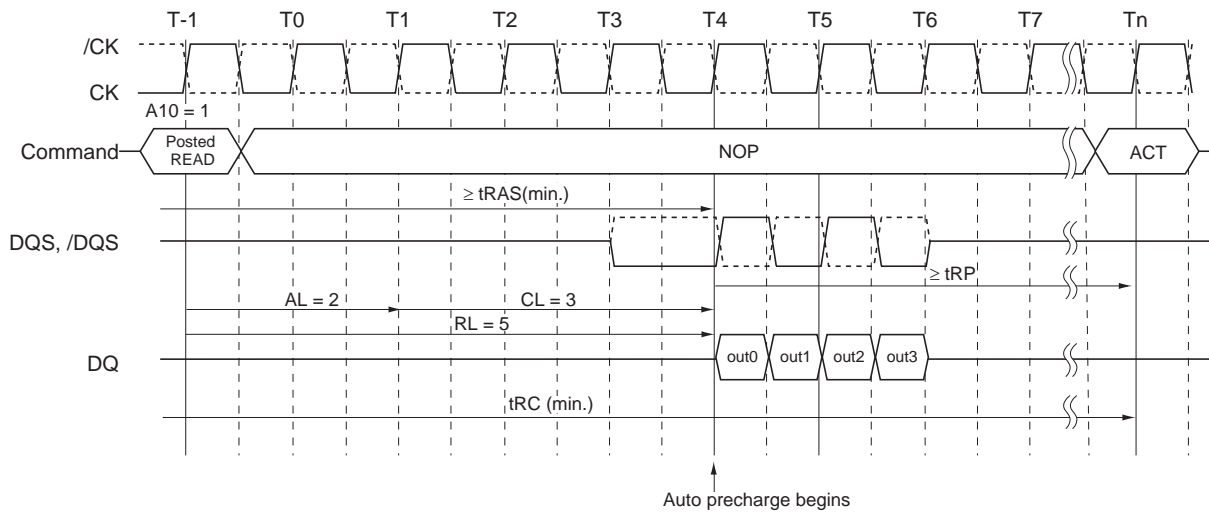 T-1 T0 T1 T2 T3 T4 T5 T6 T7 Tn
/CK
CK
A10 = 1
Command
Posted
READ
NOP
ACT
≥ tRAS(min.)
DQS, /DQS
≥ tRP
AL = 2
CL = 3
RL = 5
DQ
out0 out1 out2 out3
tRC (min.)
Auto precharge begins